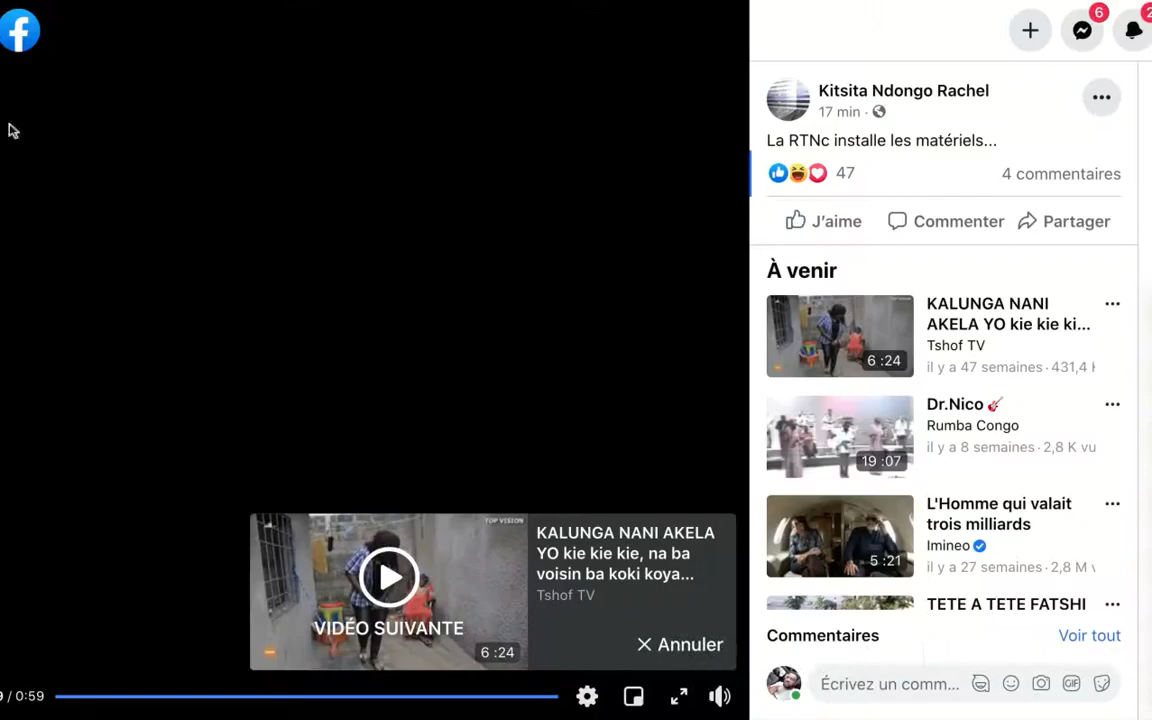 6
2
Kitsita Ndongo Rachel
17 min ·
La RTNc installe les matériels...
47
4 commentaires
J'aime
Commenter
Partager
À venir
KALUNGA NANI
AKELA YO kie kie ki...
Tshof TV
il y a 47 semaines · 431,4
6:24
Dr.Nico
Rumba Congo
il y a 8 semaines · 2,8 K vu
19:07
L'Homme qui valait
trois milliards
Imineo
il y a 27 semaines · 2,8 M
5:21
TETE A TETE FATSHI
Commentaires
Voir tout
Écrivez un comm...
GIF
TOP VISION
VIDÉO SUIVANTE
6:24
KALUNGA NANI AKELA
YO kie kie kie, na ba
voisin ba koki koya...
Tshof TV
Annuler
9 / 0:59